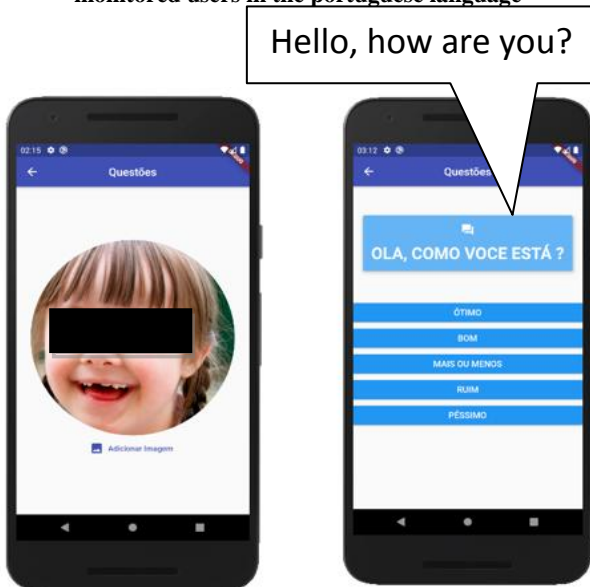 monitored users in the portuguese language
Hello, how are you?
02:15
Questões
Adicionar Imagem
03:12
Questões
OLA, COMO VOCE ESTÁ ?
ÓTIMO
BOM
MAIS OU MENOS
RUIM
PÉSSIMO